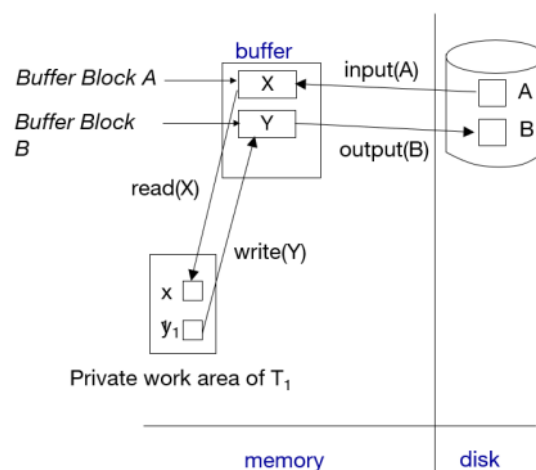 buffer
Buffer Block A
X
input(A)
A
Buffer Block
B
Y
output(B)
B
read(X)
write(Y)
x
y₁
Private work area of T₁
memory
disk